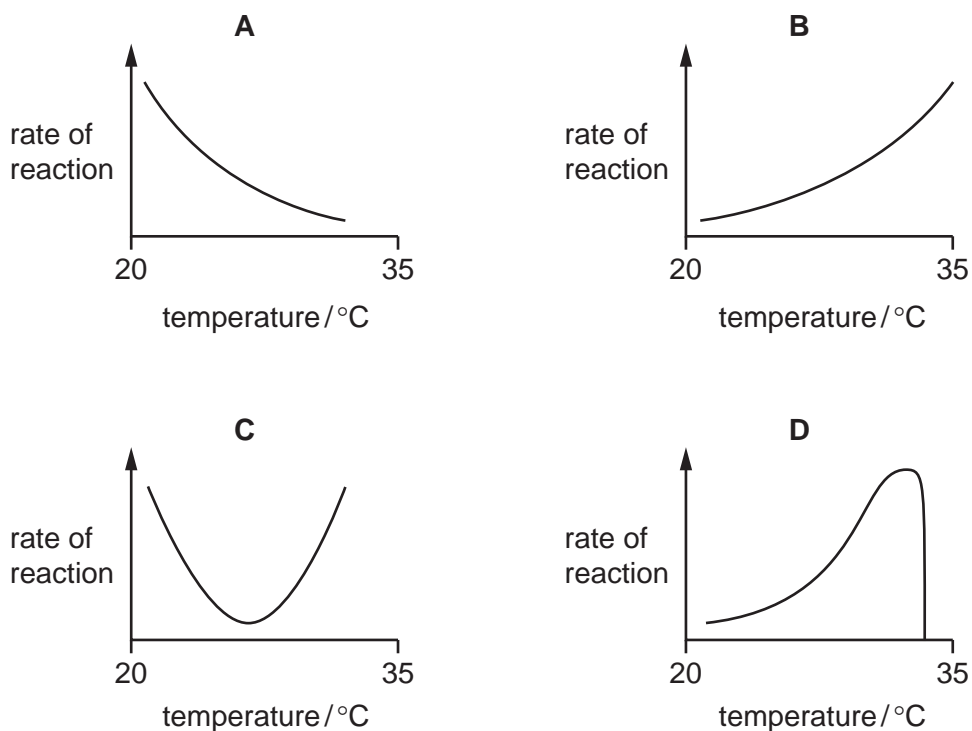 A
rate of
reaction
20
35
temperature / °C
B
rate of
reaction
20
35
temperature / °C
C
rate of
reaction
20
35
temperature / °C
D
rate of
reaction
20
35
temperature / °C